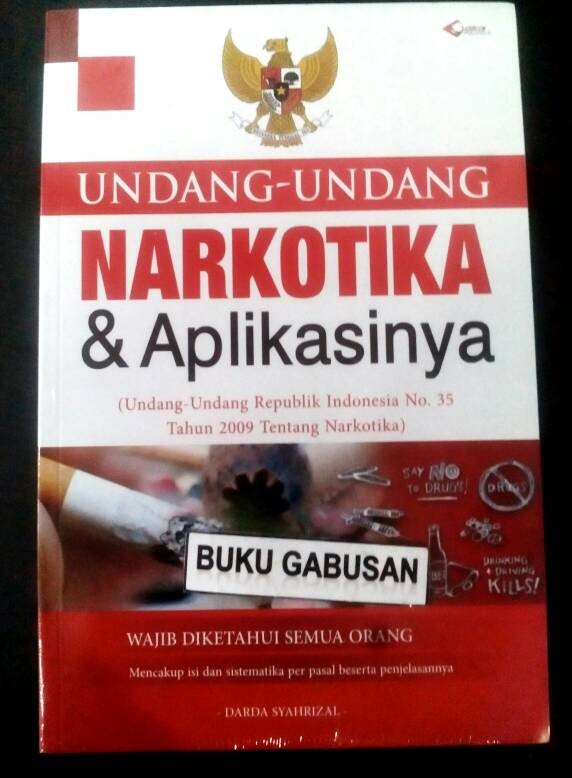 UNDANG-UNDANG
NARKOTIKA
& Aplikasinya
(Undang-Undang Republik Indonesia No. 35
Tahun 2009 Tentang Narkotika)
SAY NO
TO DRUGS!
DRUGS
BUKU GABUSAN
DRINKING
+ DRIVING
KILLS!
WAJIB DIKETAHUI SEMUA ORANG
Mencakup isi dan sistematika per pasal beserta penjelasannya
- DARDA SYAHRIZAL -